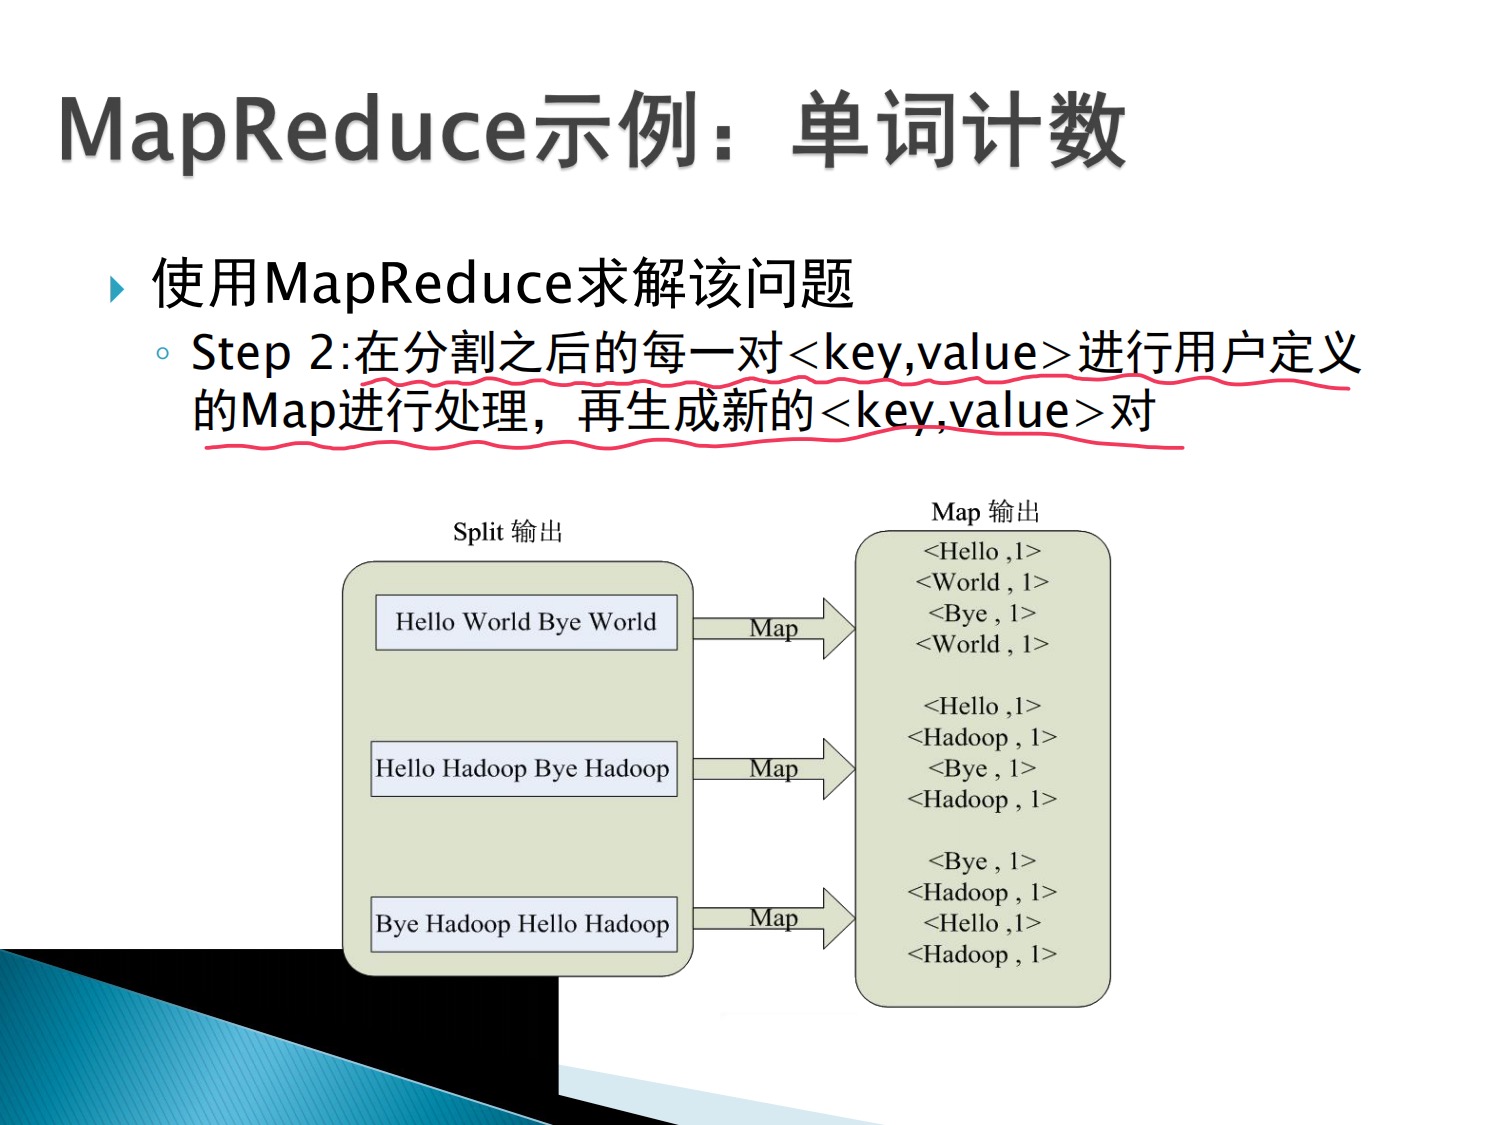 MapReduce示例：单词计数
使用MapReduce求解该问题
Step 2:在分割之后的每一对<key,value>进行用户定义
的Map进行处理，再生成新的<key,value>对
Split 输出
Hello World Bye World
Hello Hadoop Bye Hadoop
Bye Hadoop Hello Hadoop
Map
Map
Map
Map 输出
<Hello ,1>
<World , 1>
<Bye , 1>
<World , 1>
<Hello ,1>
<Hadoop , 1>
<Bye , 1>
<Hadoop , 1>
<Bye , 1>
<Hadoop , 1>
<Hello ,1>
<Hadoop , 1>